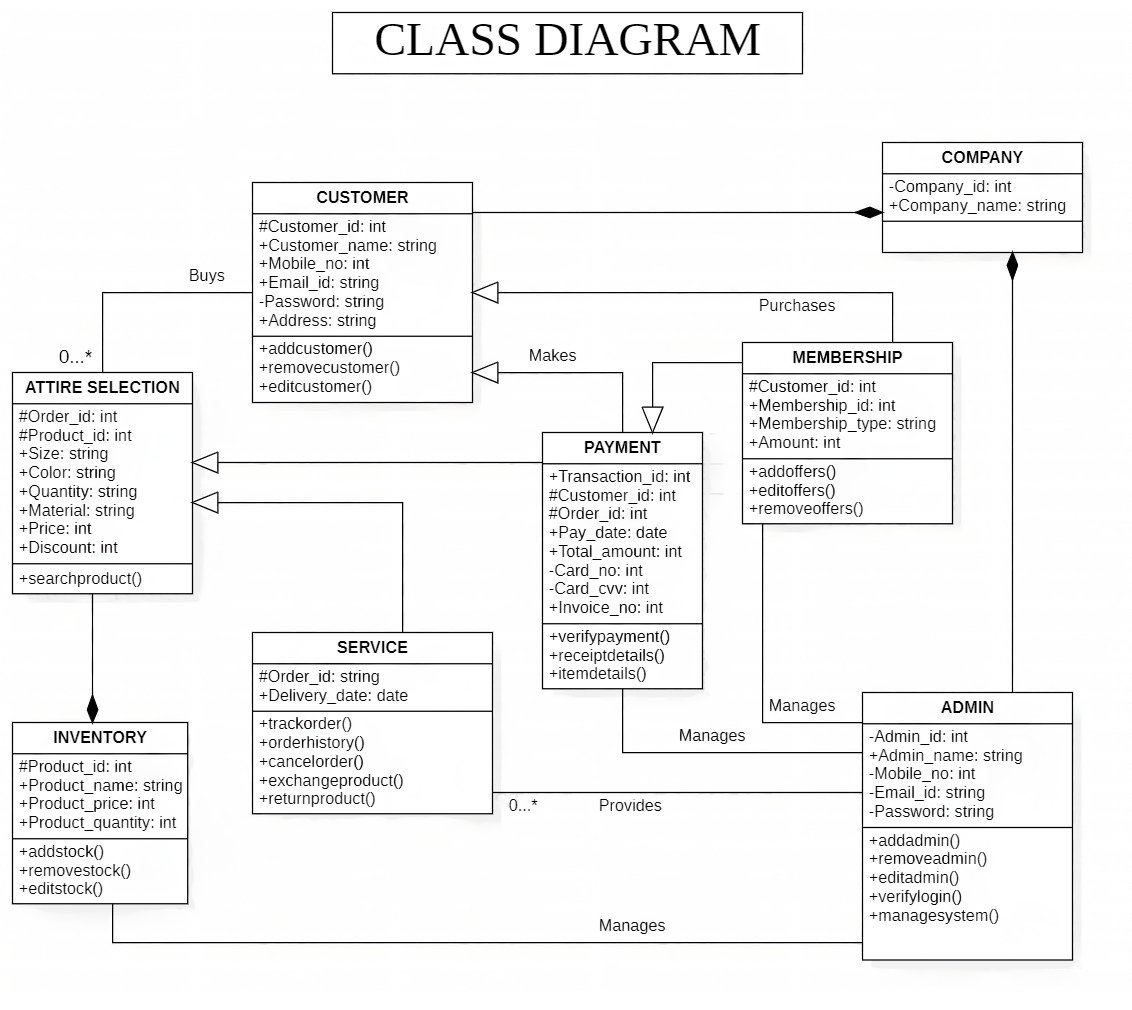 CLASS DIAGRAM
COMPANY
-Company_id: int
+Company_name: string
CUSTOMER
#Customer_id: int
+Customer_name: string
+Mobile_no: int
+Email_id: string
-Password: string
+Address: string
+addcustomer()
+removecustomer()
+editcustomer()
Buys
0...*
Purchases
Makes
ATTIRE SELECTION
#Order_id: int
#Product_id: int
+Size: string
+Color: string
+Quantity: string
+Material: string
+Price: int
+Discount: int
+searchproduct()
MEMBERSHIP
#Customer_id: int
+Membership_id: int
+Membership_type: string
+Amount: int
+addoffers()
+editoffers()
+removeoffers()
PAYMENT
+Transaction_id: int
#Customer_id: int
#Order_id: int
+Pay_date: date
+Total_amount: int
-Card_no: int
-Card_cvv: int
+Invoice_no: int
+verifypayment()
+receiptdetails()
+itemdetails()
SERVICE
#Order_id: string
+Delivery_date: date
+trackorder()
+orderhistory()
+cancelorder()
+exchangeproduct()
+returnproduct()
Manages
Manages
0...*
Provides
INVENTORY
#Product_id: int
+Product_name: string
+Product_price: int
+Product_quantity: int
+addstock()
+removestock()
+editstock()
ADMIN
-Admin_id: int
+Admin_name: string
-Mobile_no: int
-Email_id: string
-Password: string
+addadmin()
+removeadmin()
+editadmin()
+verifylogin()
+managesystem()
Manages